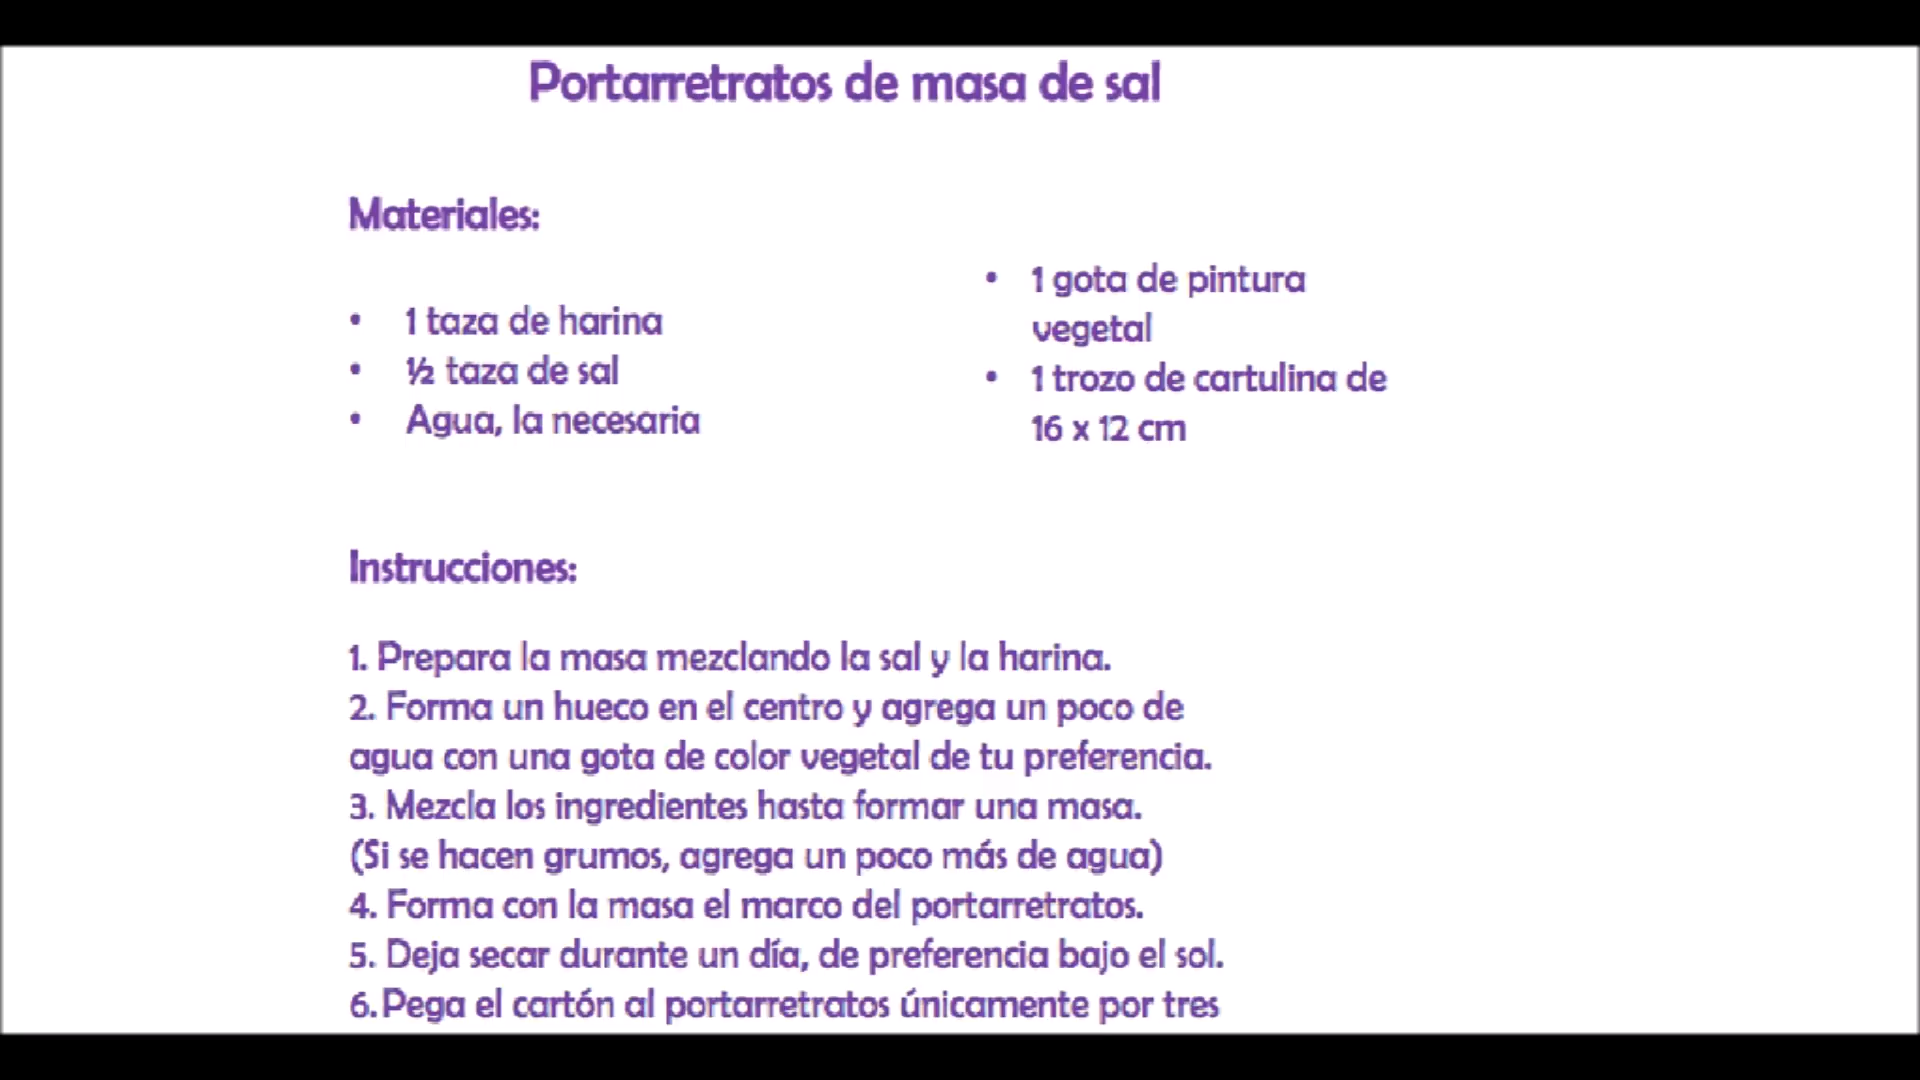 Portarretratos de masa de sal
Materiales:
• 1 taza de harina
• ½ taza de sal
• Agua, la necesaria
• 1 gota de pintura
vegetal
• 1 trozo de cartulina de
16 x 12 cm
Instrucciones:
1. Prepara la masa mezclando la sal y la harina.
2. Forma un hueco en el centro y agrega un poco de
agua con una gota de color vegetal de tu preferencia.
3. Mezcla los ingredientes hasta formar una masa.
(Si se hacen grumos, agrega un poco más de agua)
4. Forma con la masa el marco del portarretratos.
5. Deja secar durante un día, de preferencia bajo el sol.
6. Pega el cartón al portarretratos únicamente por tres